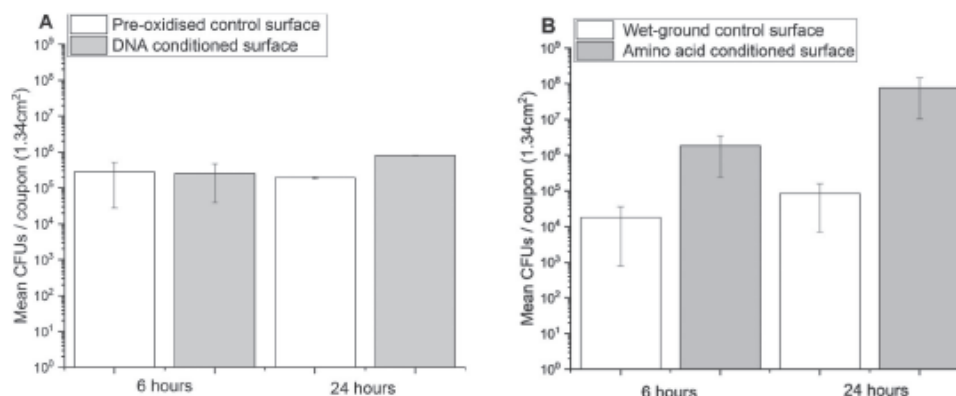 A
Pre-oxidised control surface
DNA conditioned surface
Mean CFUs / coupon (1.34cm²)
10⁹
10⁸
10⁷
10⁶
10⁵
10⁴
10³
10²
10¹
10⁰
6 hours
24 hours
B
Wet-ground control surface
Amino acid conditioned surface
Mean CFUs / coupon (1.34cm²)
10⁹
10⁸
10⁷
10⁶
10⁵
10⁴
10³
10²
10¹
10⁰
6 hours
24 hours